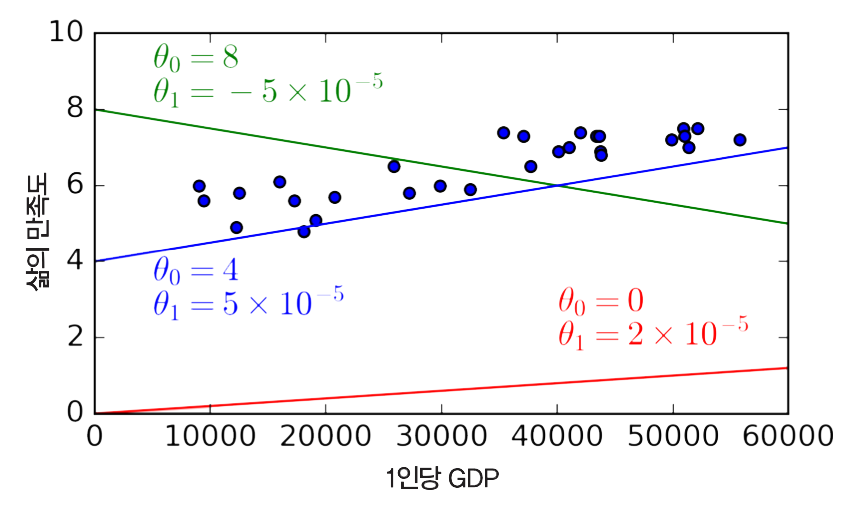 10
8
6
4
2
0
삶의 만족도
θ₀ = 8
θ₁ = −5 × 10⁻⁵
θ₀ = 4
θ₁ = 5 × 10⁻⁵
θ₀ = 0
θ₁ = 2 × 10⁻⁵
0 10000 20000 30000 40000 50000 60000
1인당 GDP